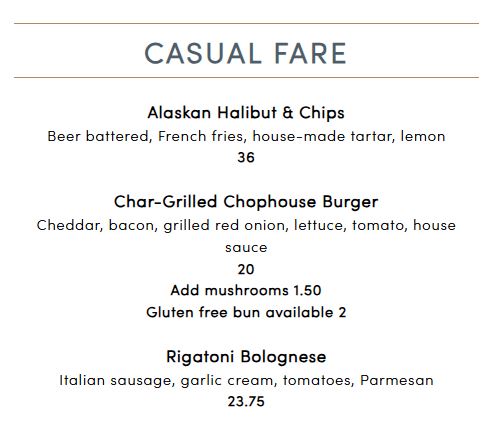 CASUAL FARE
Alaskan Halibut & Chips
Beer battered, French fries, house-made tartar, lemon
36
Char-Grilled Chophouse Burger
Cheddar, bacon, grilled red onion, lettuce, tomato, house
sauce
20
Add mushrooms 1.50
Gluten free bun available 2
Rigatoni Bolognese
Italian sausage, garlic cream, tomatoes, Parmesan
23.75